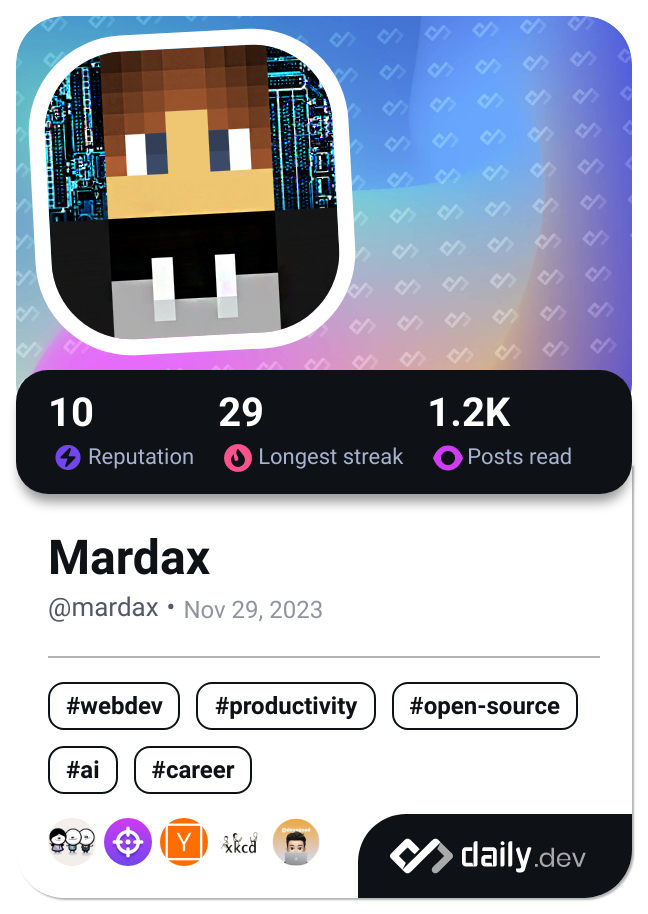 10 29 1.2K
Reputation Longest streak Posts read
Mardax
@mardax • Nov 29, 2023
#webdev #productivity #open-source
#ai #career
Y xkcd
daily.dev